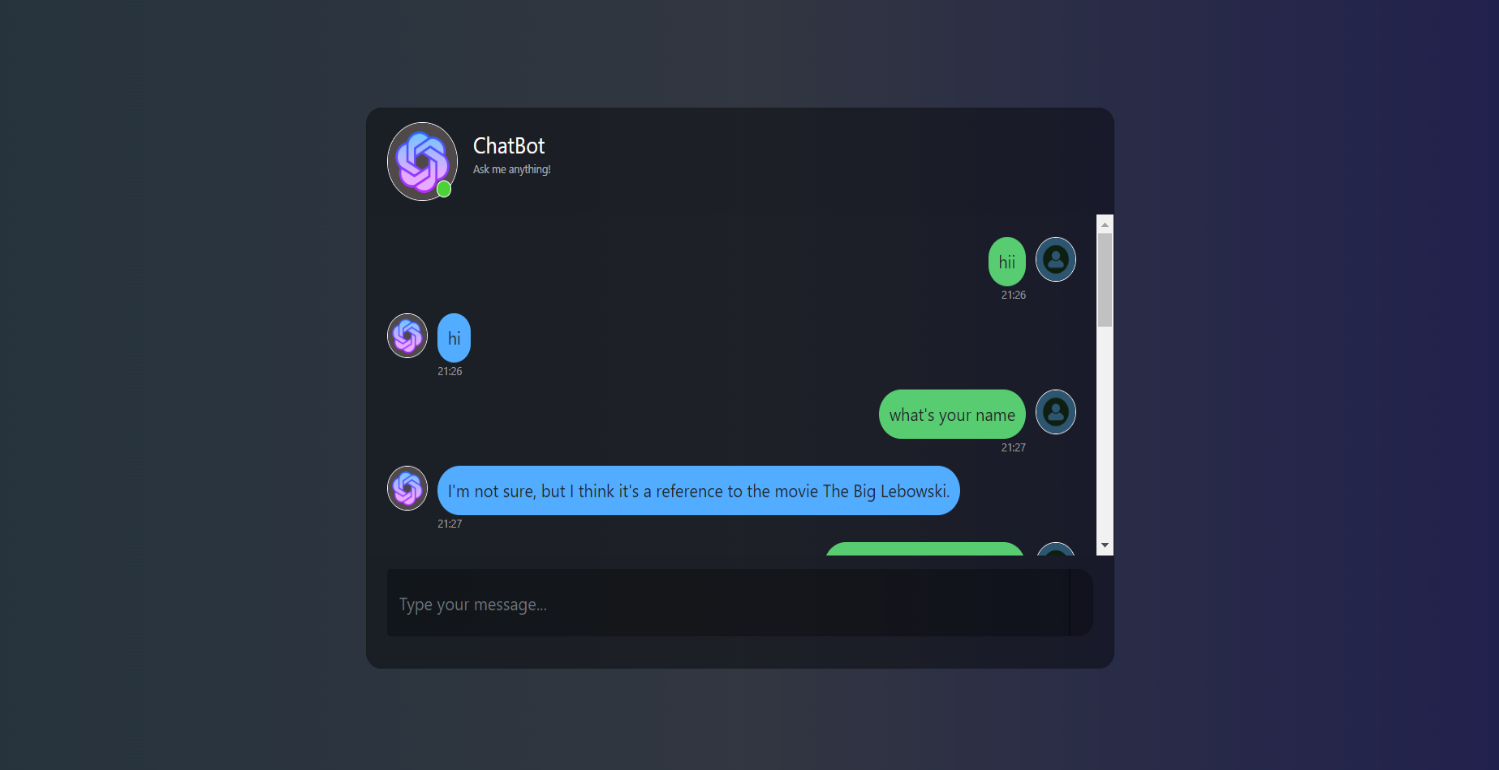 ChatBot
Ask me anything!
hii
21:26
hi
21:26
what's your name
21:27
I'm not sure, but I think it's a reference to the movie The Big Lebowski.
21:27
Type your message...